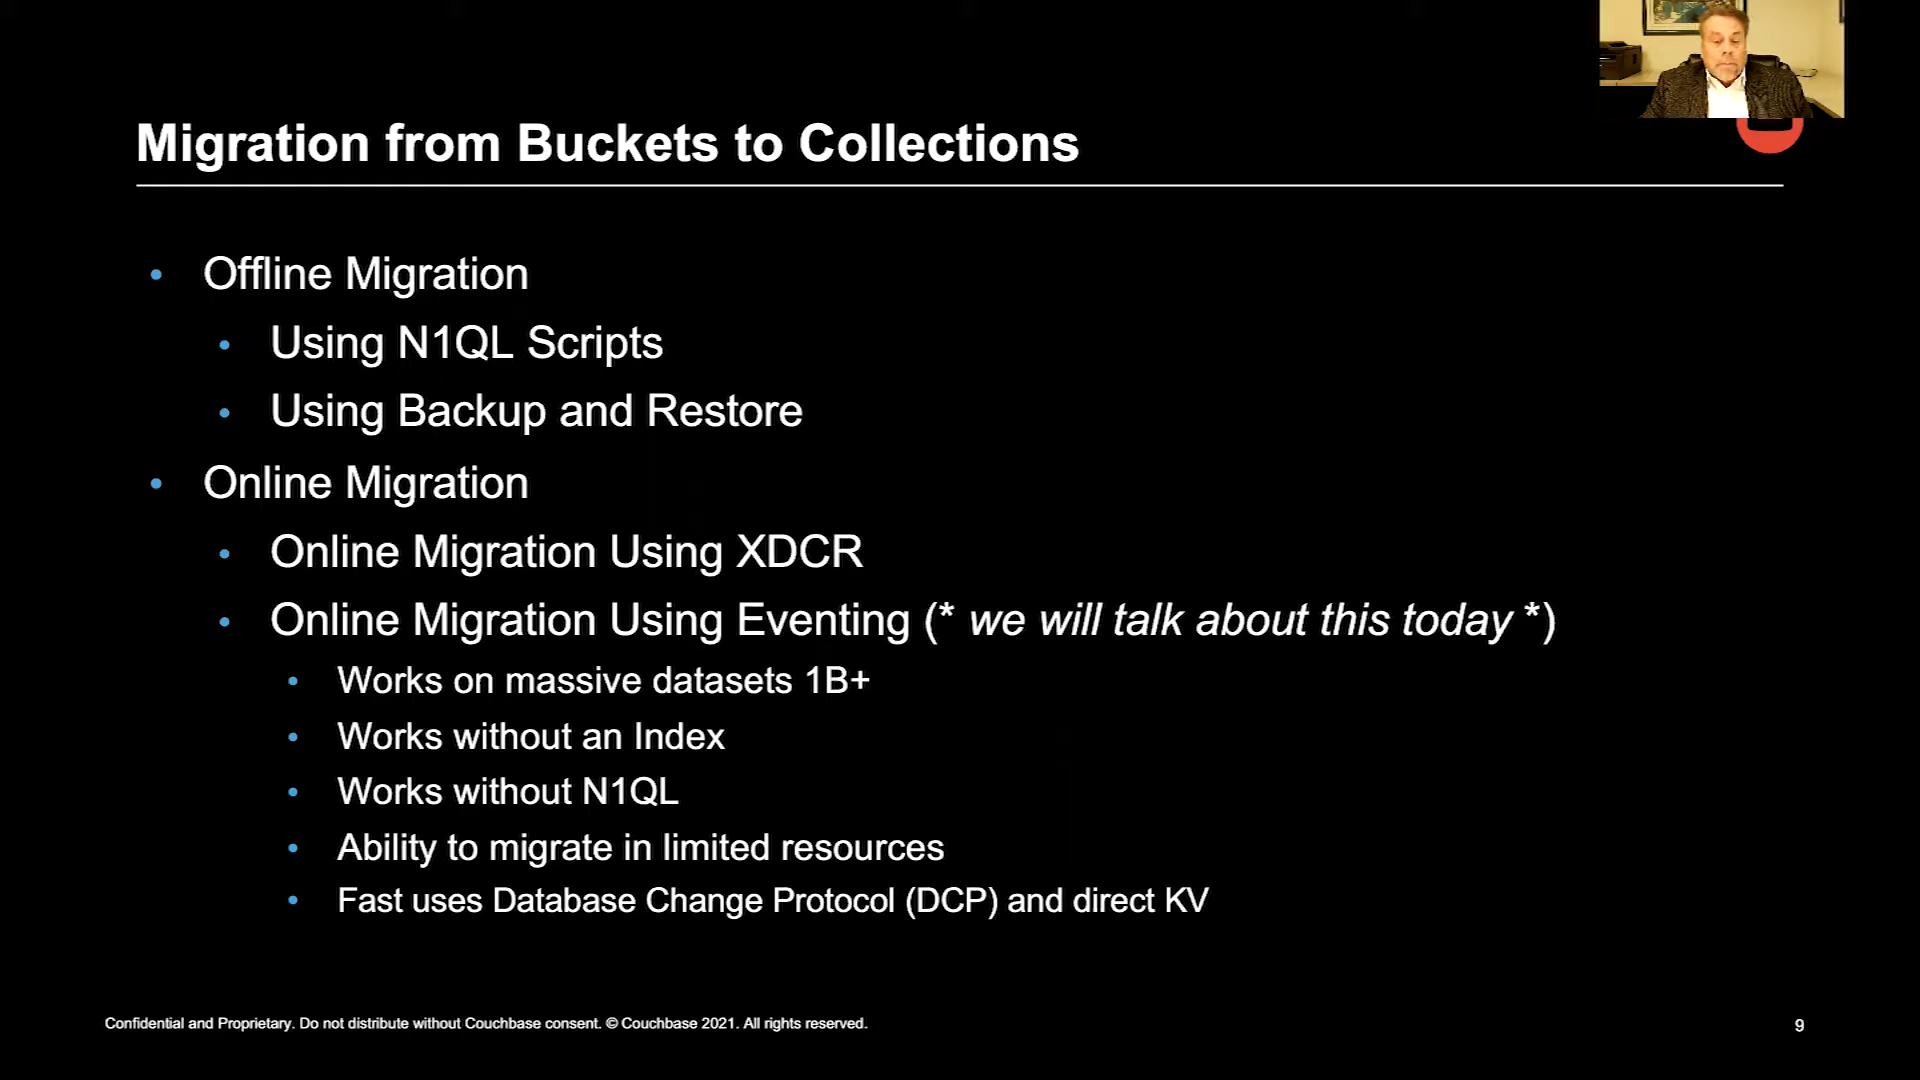 Migration from Buckets to Collections
Offline Migration
Using N1QL Scripts
Using Backup and Restore
Online Migration
Online Migration Using XDCR
Online Migration Using Eventing (* we will talk about this today *)
Works on massive datasets 1B+
Works without an Index
Works without N1QL
Ability to migrate in limited resources
Fast uses Database Change Protocol (DCP) and direct KV
Confidential and Proprietary. Do not distribute without Couchbase consent. © Couchbase 2021. All rights reserved.
9